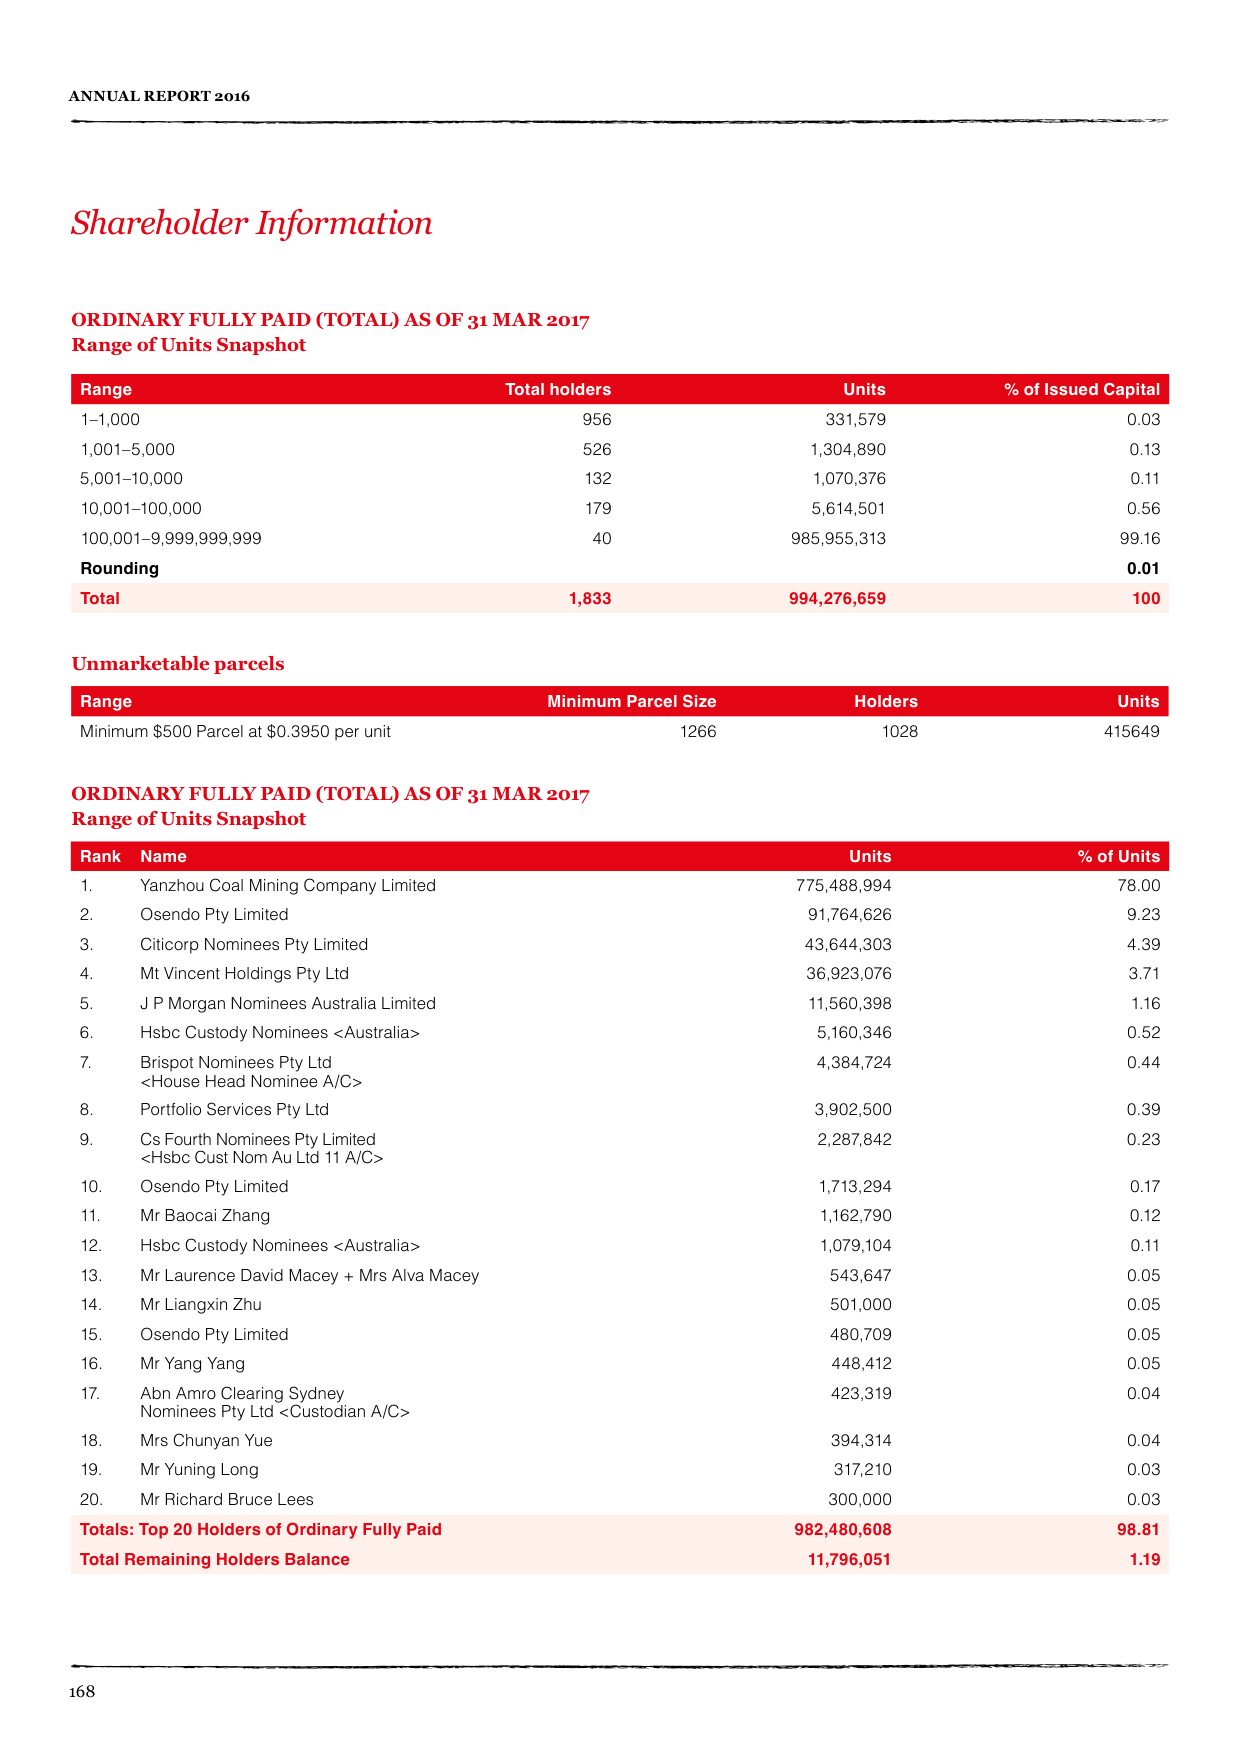 ANNUAL REPORT 2016
Shareholder Information
ORDINARY FULLY PAID (TOTAL) AS OF 31 MAR 2017
Range of Units Snapshot
Range Total holders Units % of Issued Capital
1–1,000 956 331,579 0.03
1,001–5,000 526 1,304,890 0.13
5,001–10,000 132 1,070,376 0.11
10,001–100,000 179 5,614,501 0.56
100,001–9,999,999,999 40 985,955,313 99.16
Rounding 0.01
Total 1,833 994,276,659 100
Unmarketable parcels
Range Minimum Parcel Size Holders Units
Minimum $500 Parcel at $0.3950 per unit 1266 1028 415649
ORDINARY FULLY PAID (TOTAL) AS OF 31 MAR 2017
Range of Units Snapshot
Rank Name Units % of Units
1. Yanzhou Coal Mining Company Limited 775,488,994 78.00
2. Osendo Pty Limited 91,764,626 9.23
3. Citicorp Nominees Pty Limited 43,644,303 4.39
4. Mt Vincent Holdings Pty Ltd 36,923,076 3.71
5. J P Morgan Nominees Australia Limited 11,560,398 1.16
6. Hsbc Custody Nominees <Australia> 5,160,346 0.52
7. Brispot Nominees Pty Ltd 4,384,724 0.44
<House Head Nominee A/C>
8. Portfolio Services Pty Ltd 3,902,500 0.39
9. Cs Fourth Nominees Pty Limited 2,287,842 0.23
<Hsbc Cust Nom Au Ltd 11 A/C>
10. Osendo Pty Limited 1,713,294 0.17
11. Mr Baocai Zhang 1,162,790 0.12
12. Hsbc Custody Nominees <Australia> 1,079,104 0.11
13. Mr Laurence David Macey + Mrs Alva Macey 543,647 0.05
14. Mr Liangxin Zhu 501,000 0.05
15. Osendo Pty Limited 480,709 0.05
16. Mr Yang Yang 448,412 0.05
17. Abn Amro Clearing Sydney 423,319 0.04
Nominees Pty Ltd <Custodian A/C>
18. Mrs Chunyan Yue 394,314 0.04
19. Mr Yuning Long 317,210 0.03
20. Mr Richard Bruce Lees 300,000 0.03
Totals: Top 20 Holders of Ordinary Fully Paid 982,480,608 98.81
Total Remaining Holders Balance 11,796,051 1.19
168